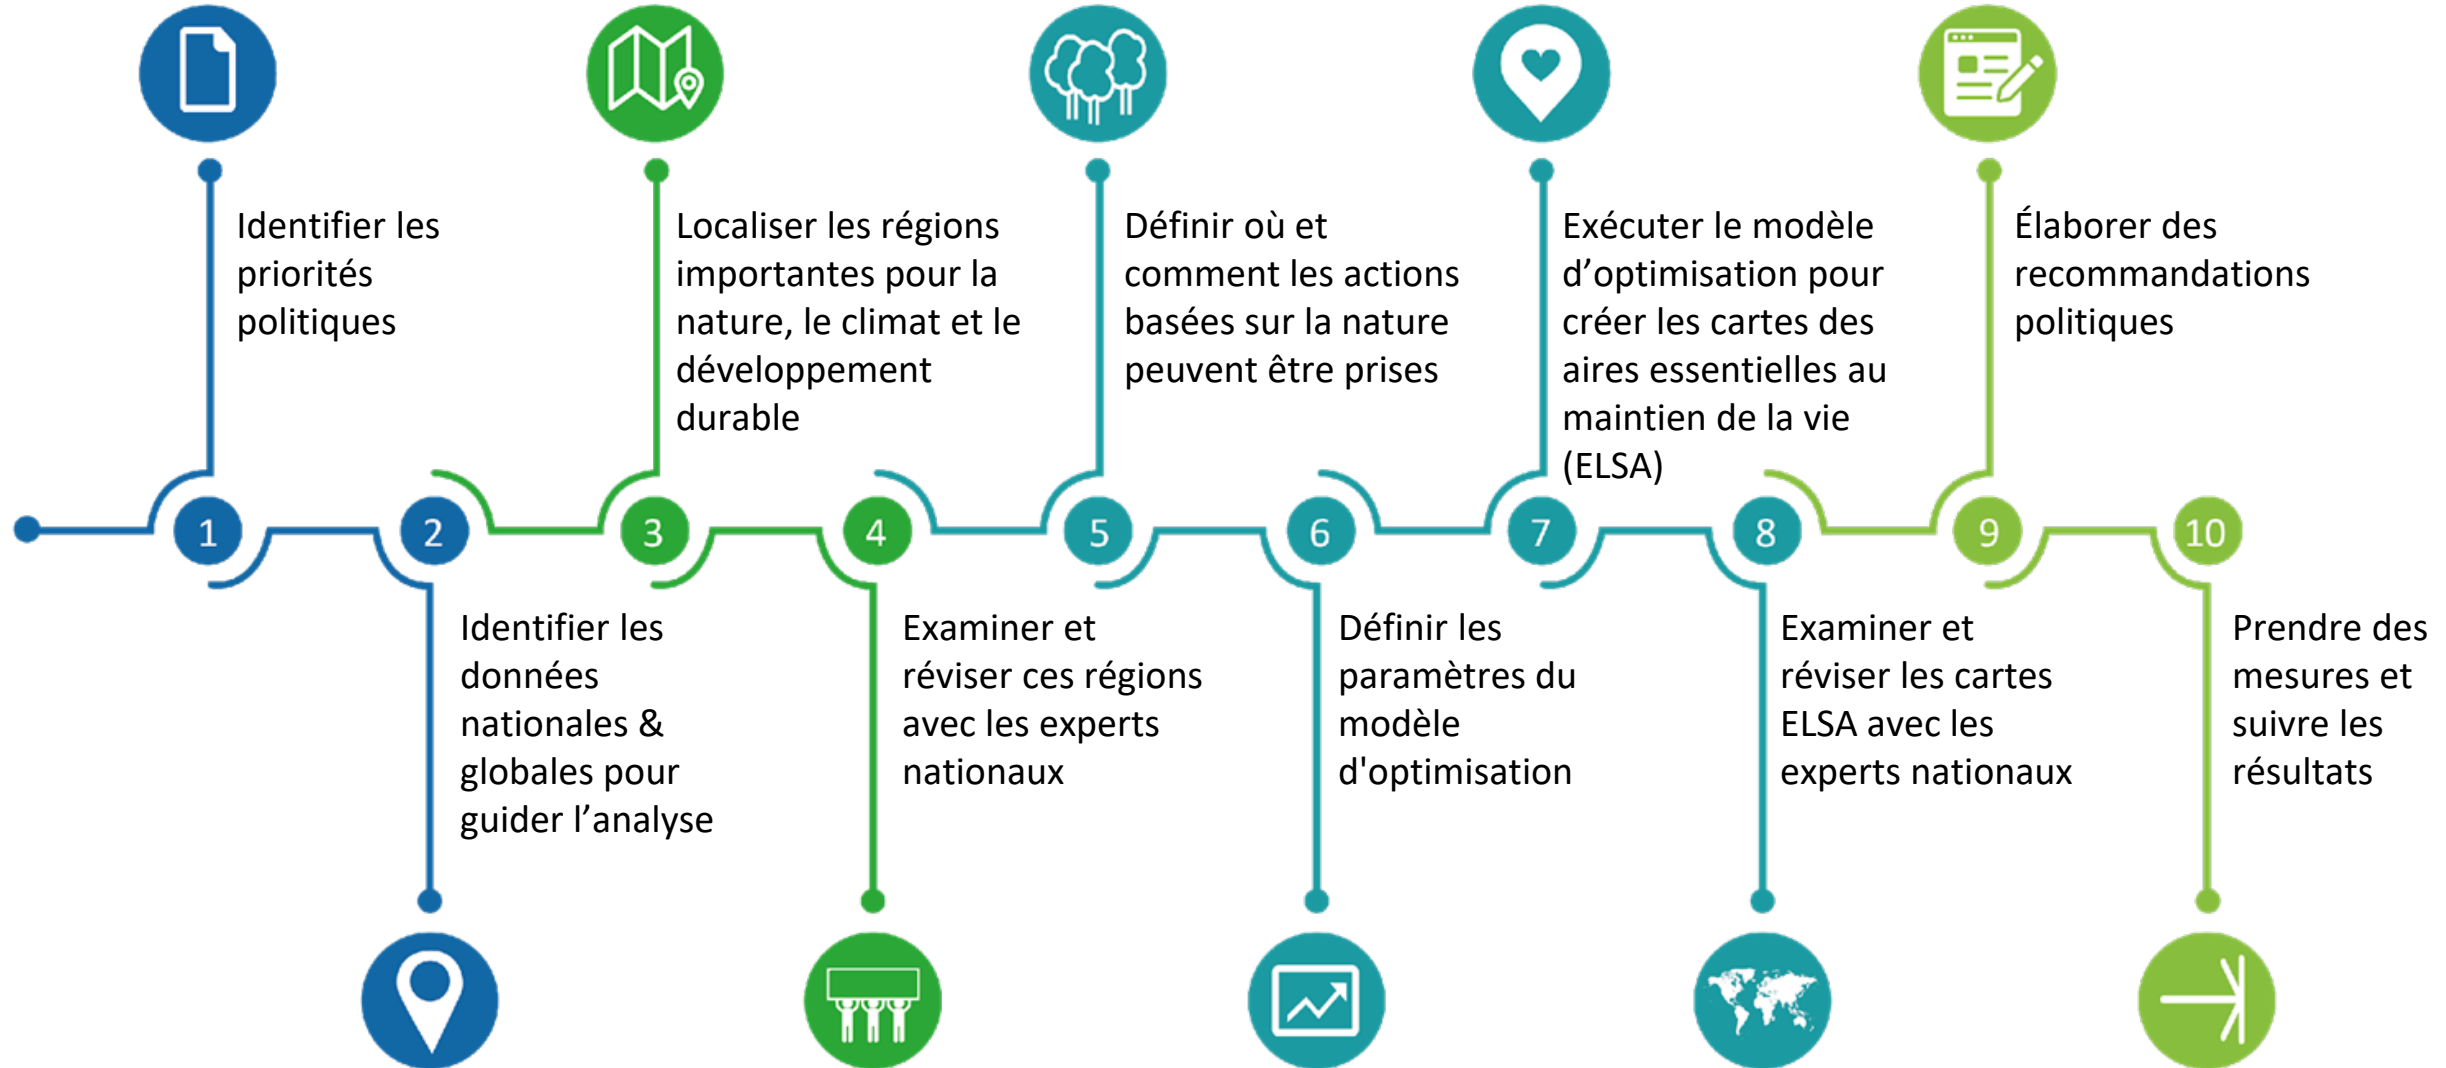 Identifier les
priorités
politiques
Localiser les régions
importantes pour la
nature, le climat et le
développement
durable
Définir où et
comment les actions
basées sur la nature
peuvent être prises
Exécuter le modèle
d’optimisation pour
créer les cartes des
aires essentielles au
maintien de la vie
(ELSA)
Élaborer des
recommandations
politiques
1
2
3
4
5
6
7
8
9
10
Identifier les
données
nationales &
globales pour
guider l’analyse
Examiner et
réviser ces régions
avec les experts
nationaux
Définir les
paramètres du
modèle
d'optimisation
Examiner et
réviser les cartes
ELSA avec les
experts nationaux
Prendre des
mesures et
suivre les
résultats